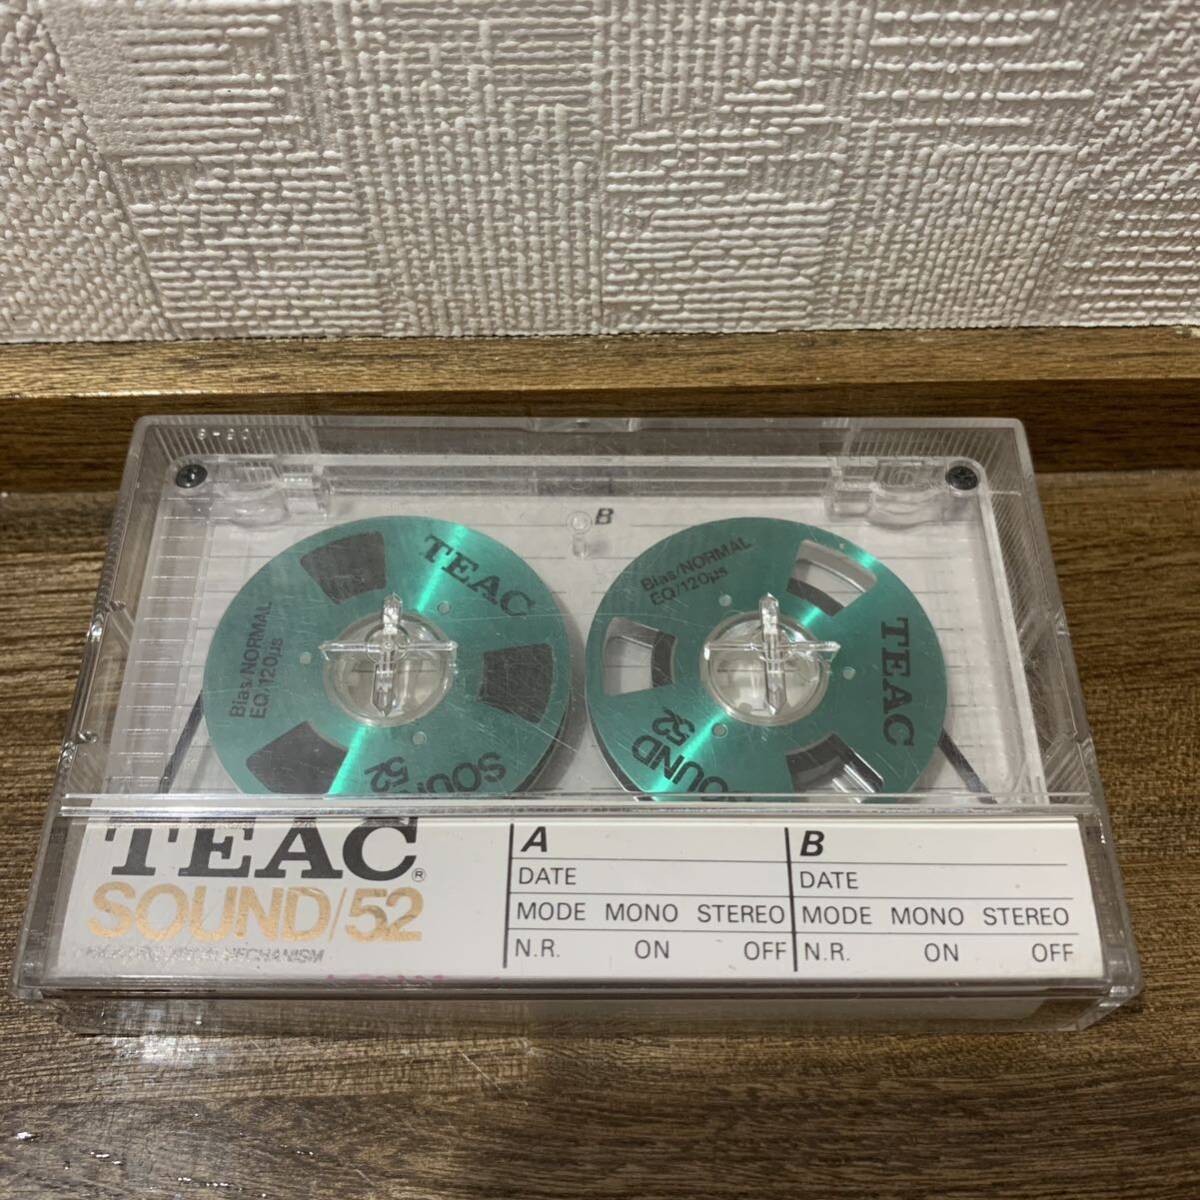 B
TEAC
Bias/NORMAL
EQ/120μs
SOUND
52
Bias/NORMAL
EQ/120μs
TEAC
SOUND
52
TEAC®
SOUND/52
MECHANISM
A
DATE
MODE MONO STEREO
N.R. ON OFF
B
DATE
MODE MONO STEREO
N.R. ON OFF